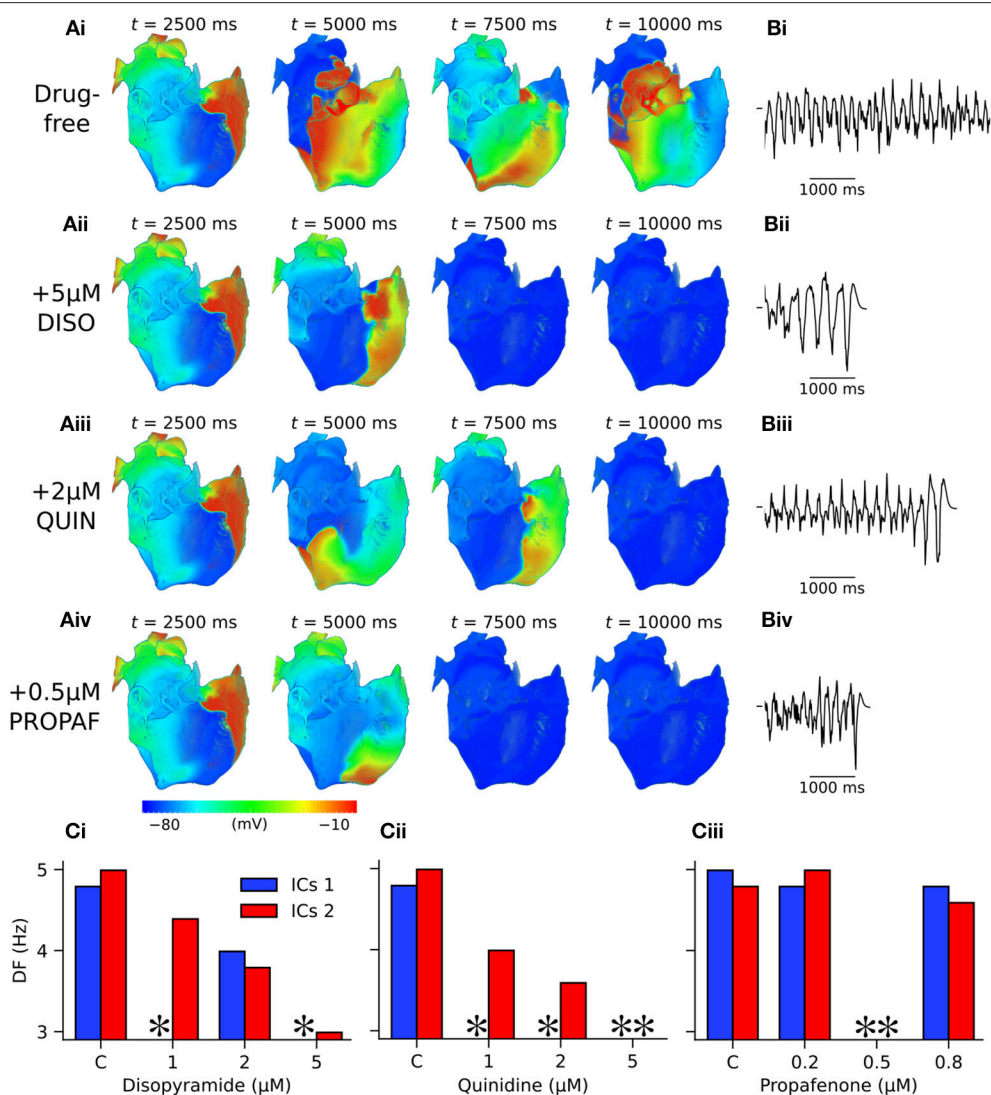 Ai
t = 2500 ms t = 5000 ms t = 7500 ms t = 10000 ms
Bi
Drug-
free
1000 ms
Aii
t = 2500 ms t = 5000 ms t = 7500 ms t = 10000 ms
Bii
+5μM
DISO
1000 ms
Aiii
t = 2500 ms t = 5000 ms t = 7500 ms t = 10000 ms
Biii
+2μM
QUIN
1000 ms
Aiv
t = 2500 ms t = 5000 ms t = 7500 ms t = 10000 ms
Biv
+0.5μM
PROPAF
1000 ms
−80 (mV) −10
Ci
Cii
Ciii
DF (Hz)
5
4
3
ICs 1
ICs 2
* *
* * **
**
C 1 2 5
Disopyramide (μM)
C 1 2 5
Quinidine (μM)
C 0.2 0.5 0.8
Propafenone (μM)